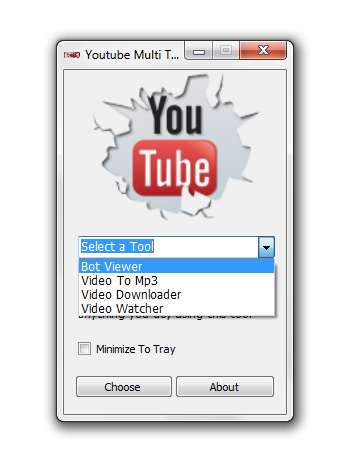 Youtube Multi T...
You
Tube
Select a Tool
Bot Viewer
Video To Mp3
Video Downloader
Video Watcher
anything you do, using this tool
Minimize To Tray
Choose
About